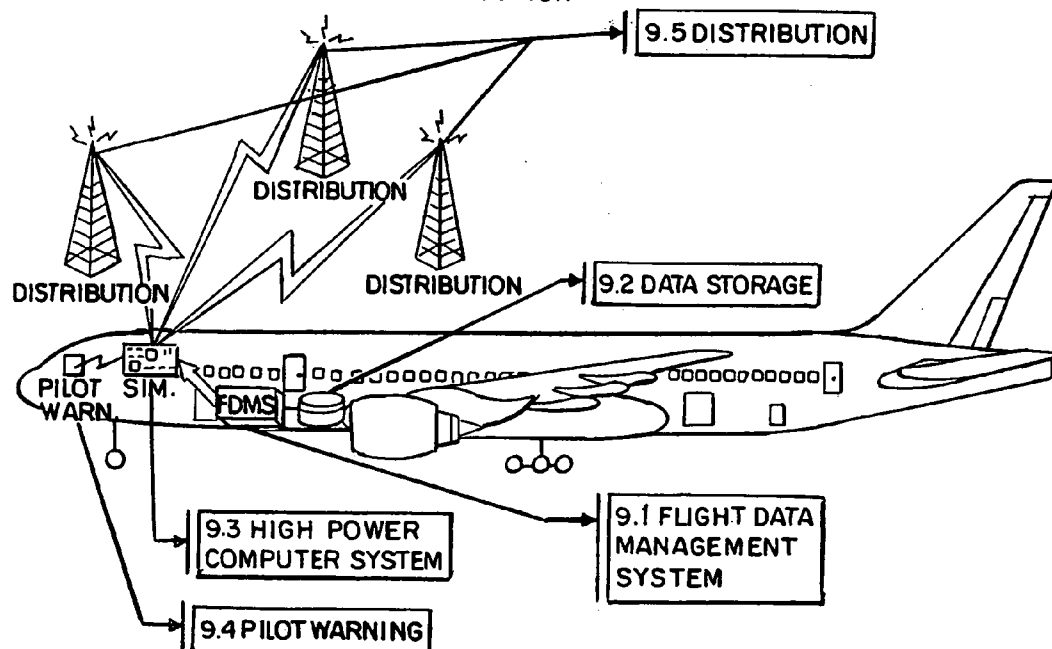 9.5 DISTRIBUTION
DISTRIBUTION
DISTRIBUTION
DISTRIBUTION
9.2 DATA STORAGE
PILOT
WARN.
SIM.
FDMS
9.1 FLIGHT DATA
MANAGEMENT
SYSTEM
9.3 HIGH POWER
COMPUTER SYSTEM
9.4 PILOT WARNING